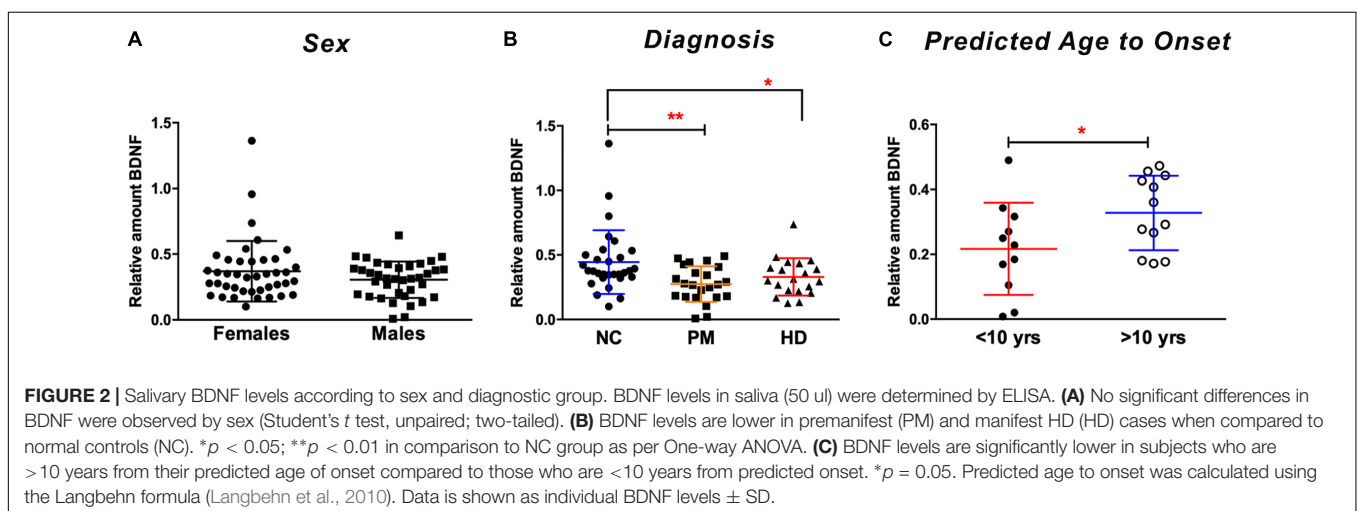 A Sex
B Diagnosis
C Predicted Age to Onset
Relative amount BDNF
1.5
1.0
0.5
0.0
Females Males
Relative amount BDNF
1.5
1.0
0.5
0.0
*
**
NC PM HD
Relative amount BDNF
0.6
0.4
0.2
0.0
*
<10 yrs >10 yrs
FIGURE 2 | Salivary BDNF levels according to sex and diagnostic group. BDNF levels in saliva (50 ul) were determined by ELISA. (A) No significant differences in
BDNF were observed by sex (Student's t test, unpaired; two-tailed). (B) BDNF levels are lower in premanifest (PM) and manifest HD (HD) cases when compared to
normal controls (NC). *p < 0.05; **p < 0.01 in comparison to NC group as per One-way ANOVA. (C) BDNF levels are significantly lower in subjects who are
>10 years from their predicted age of onset compared to those who are <10 years from predicted onset. *p = 0.05. Predicted age to onset was calculated using
the Langbehn formula (Langbehn et al., 2010). Data is shown as individual BDNF levels ± SD.